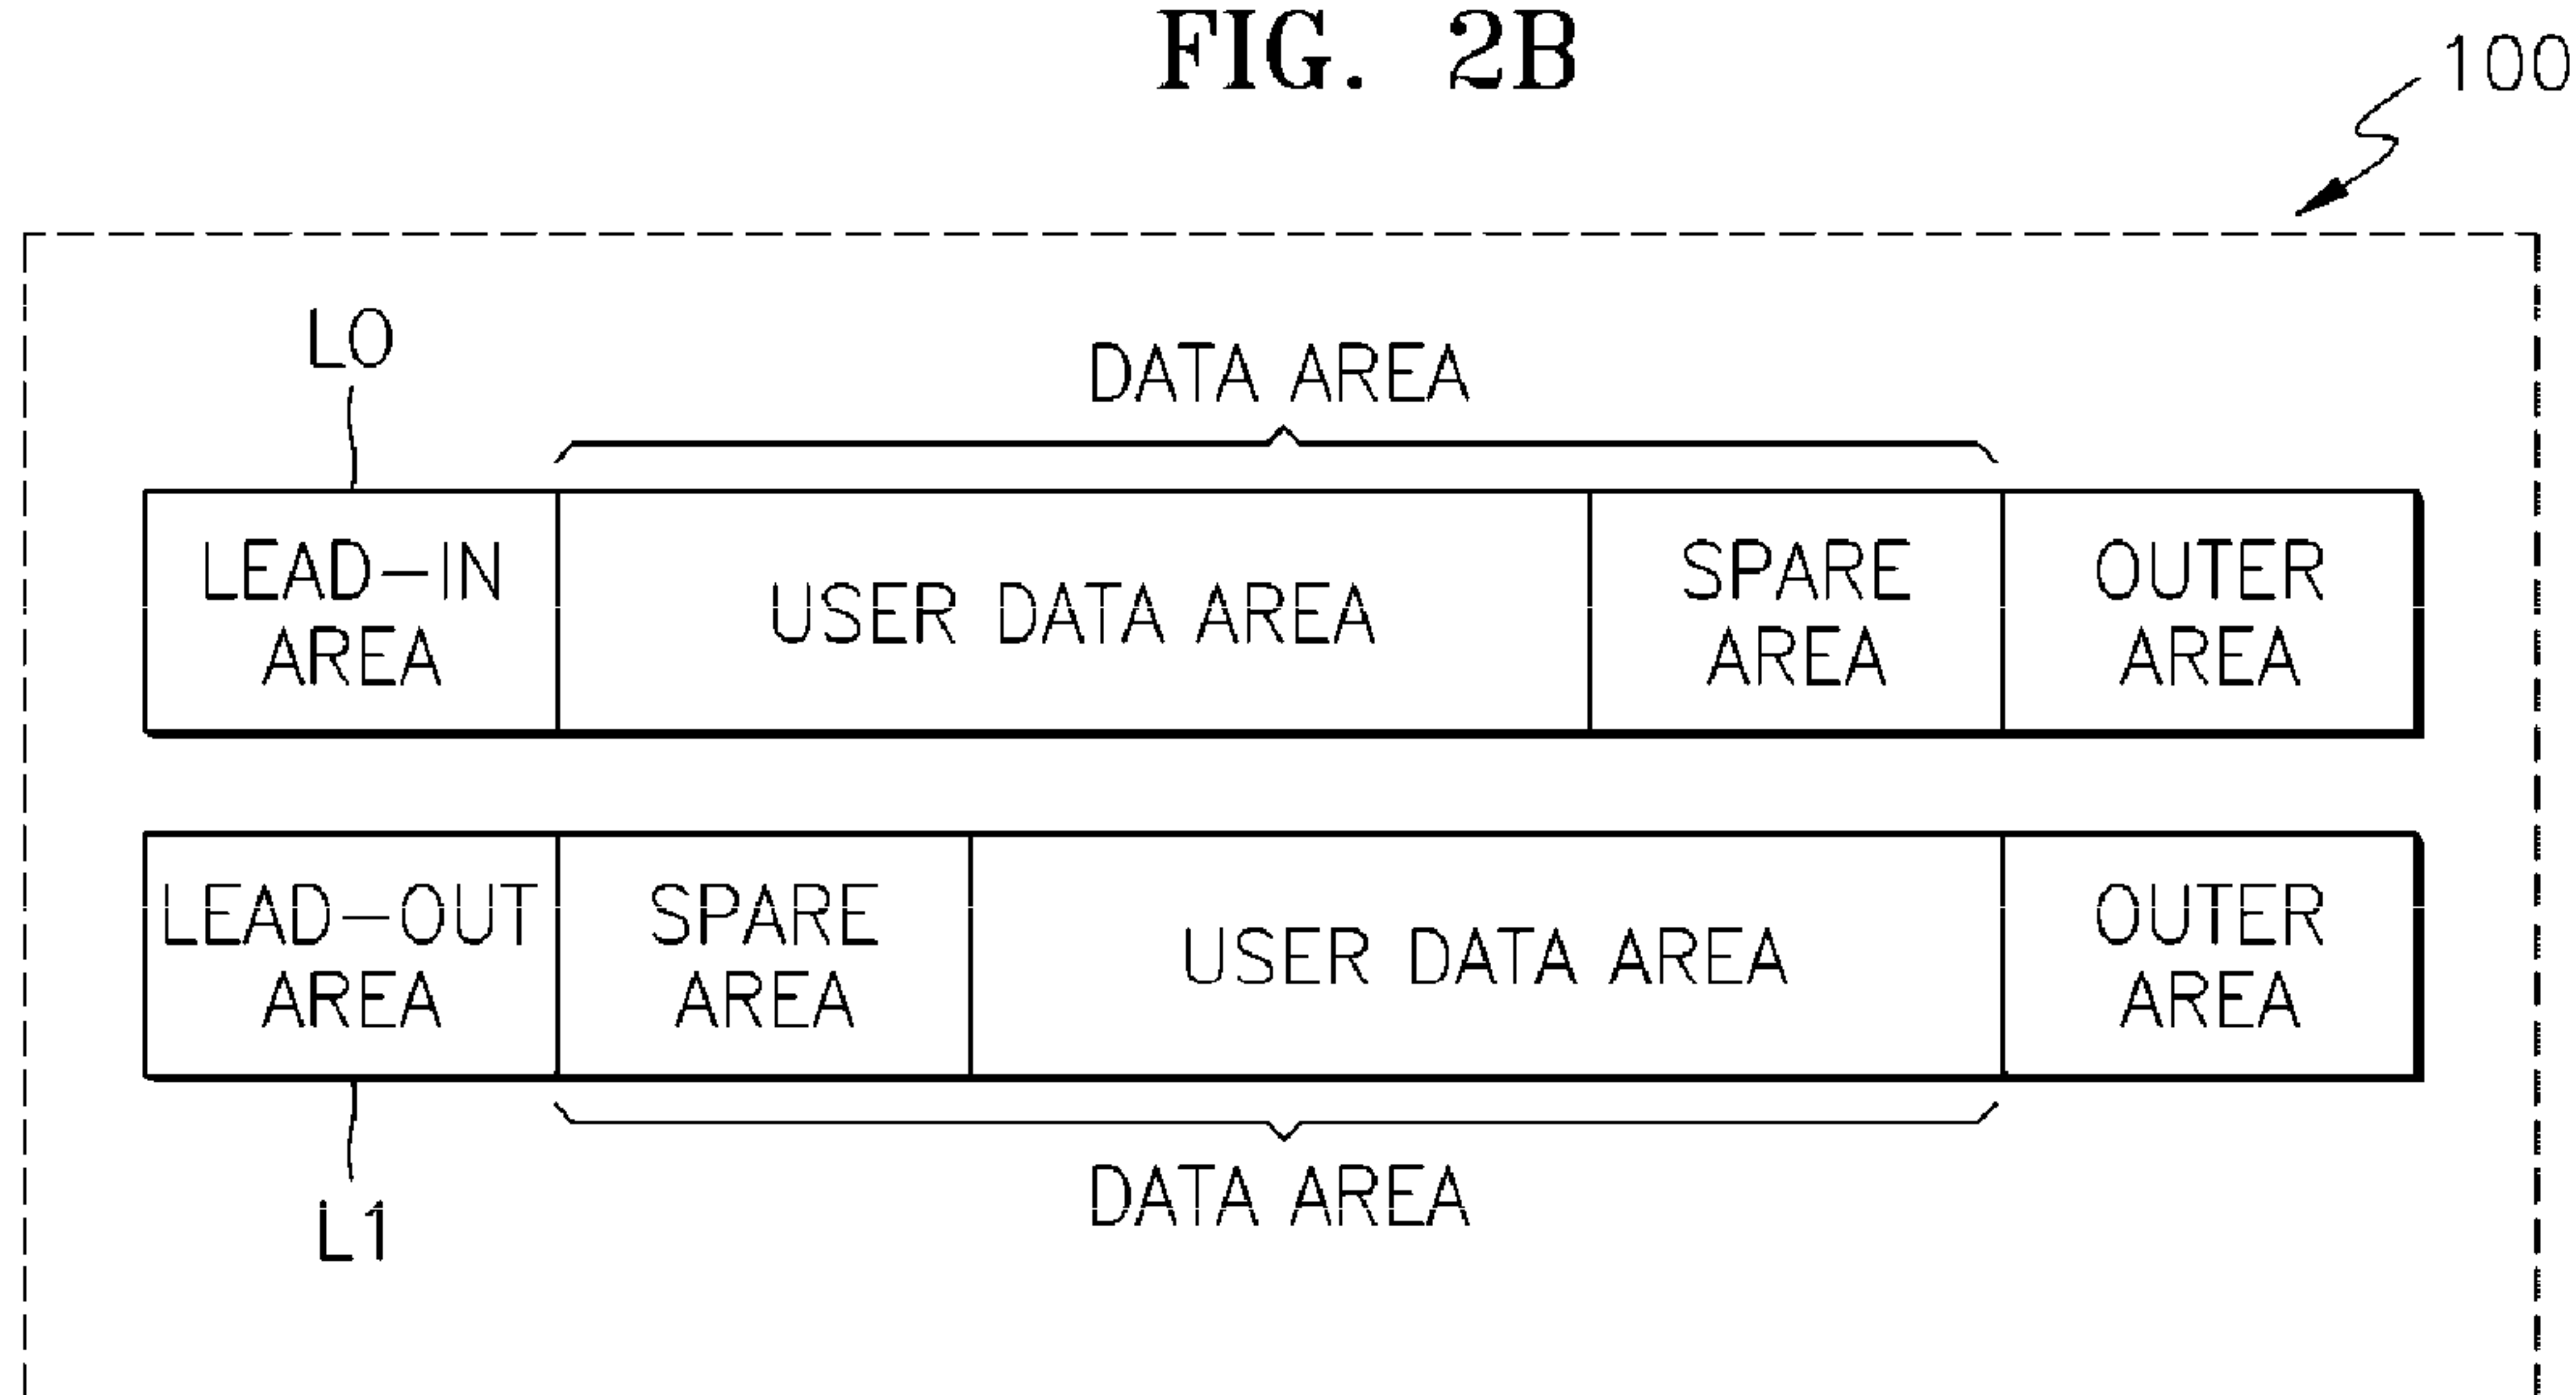 FIG. 2B
100
L0
DATA AREA
LEAD-IN
AREA
USER DATA AREA
SPARE
AREA
OUTER
AREA
LEAD-OUT
AREA
SPARE
AREA
USER DATA AREA
OUTER
AREA
DATA AREA
L1